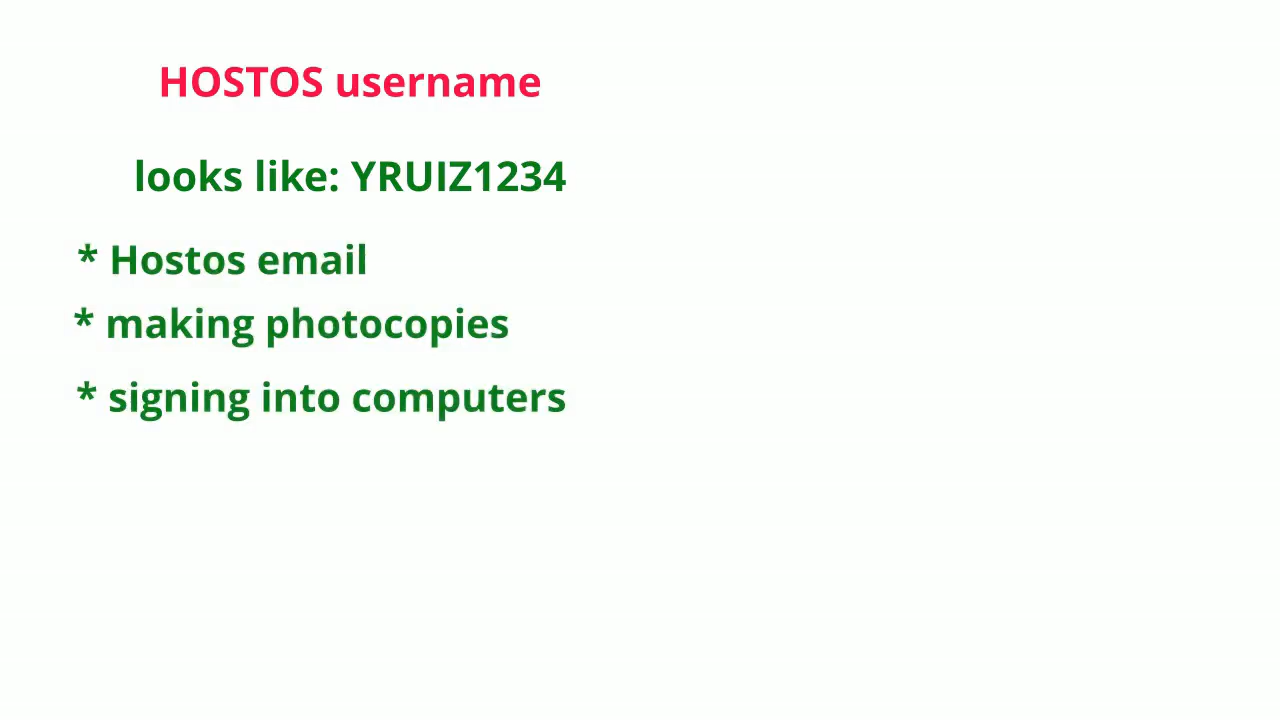 HOSTOS username
looks like: YRUIZ1234
* Hostos email
* making photocopies
* signing into computers